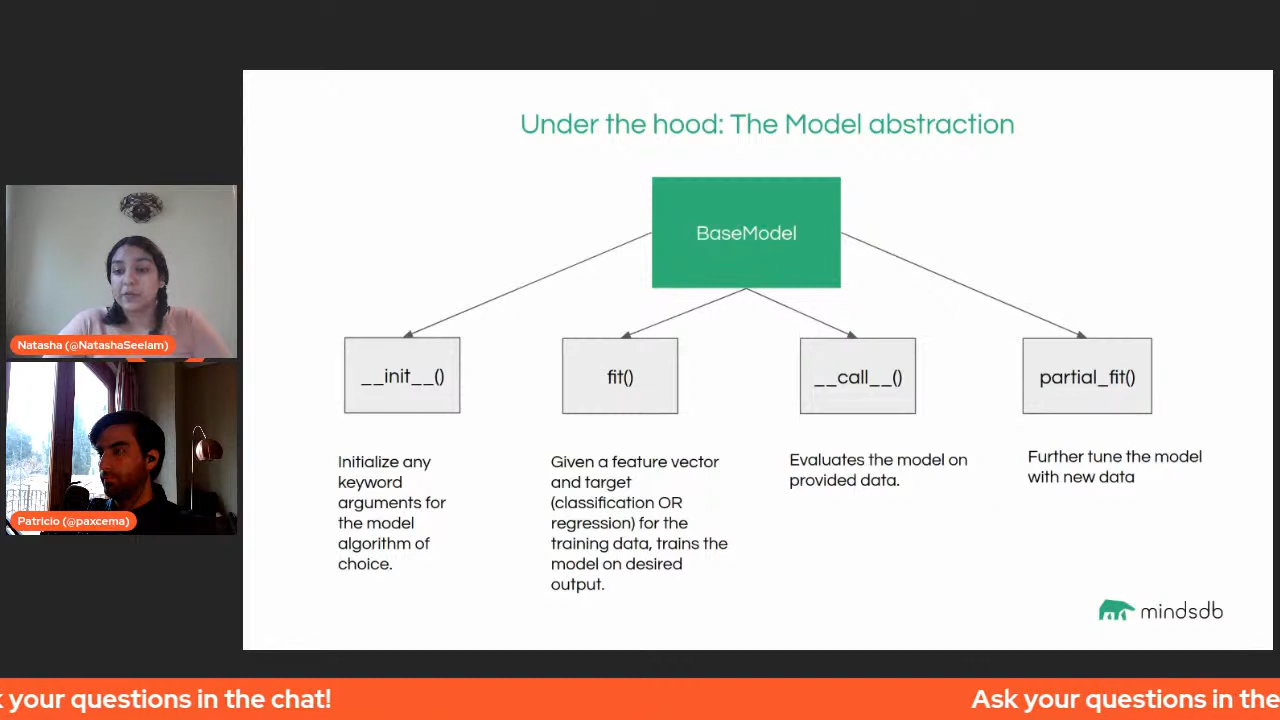 Under the hood: The Model abstraction
BaseModel
__init__()
fit()
__call__()
partial_fit()
Initialize any
keyword
arguments for
the model
algorithm of
choice.
Given a feature vector
and target
(classification OR
regression) for the
training data, trains the
model on desired
output.
Evaluates the model on
provided data.
Further tune the model
with new data
mindsdb
Natasha (@NatashaSeelam)
Patricio (@paxcema)
your questions in the chat!
Ask your questions in the